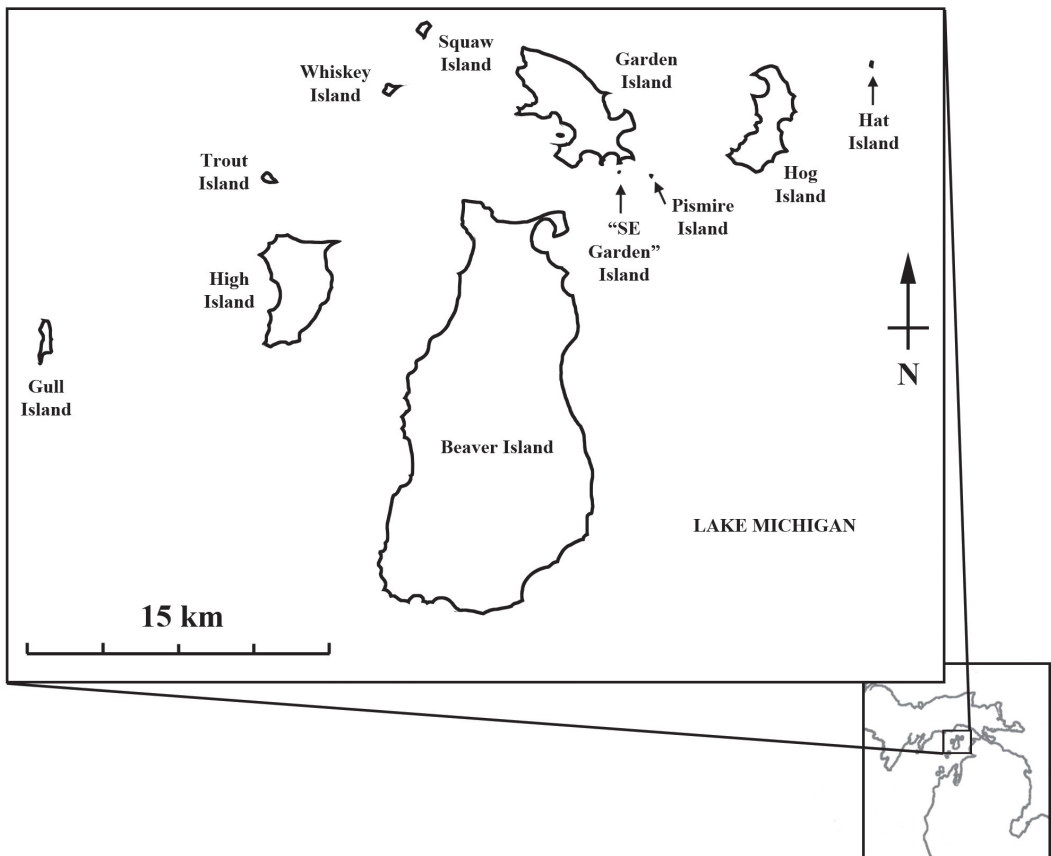 Squaw
Island
Whiskey
Island
Garden
Island
Hat
Island
Trout
Island
Hog
Island
Pismire
Island
“SE
Garden”
Island
High
Island
N
Gull
Island
Beaver Island
LAKE MICHIGAN
15 km